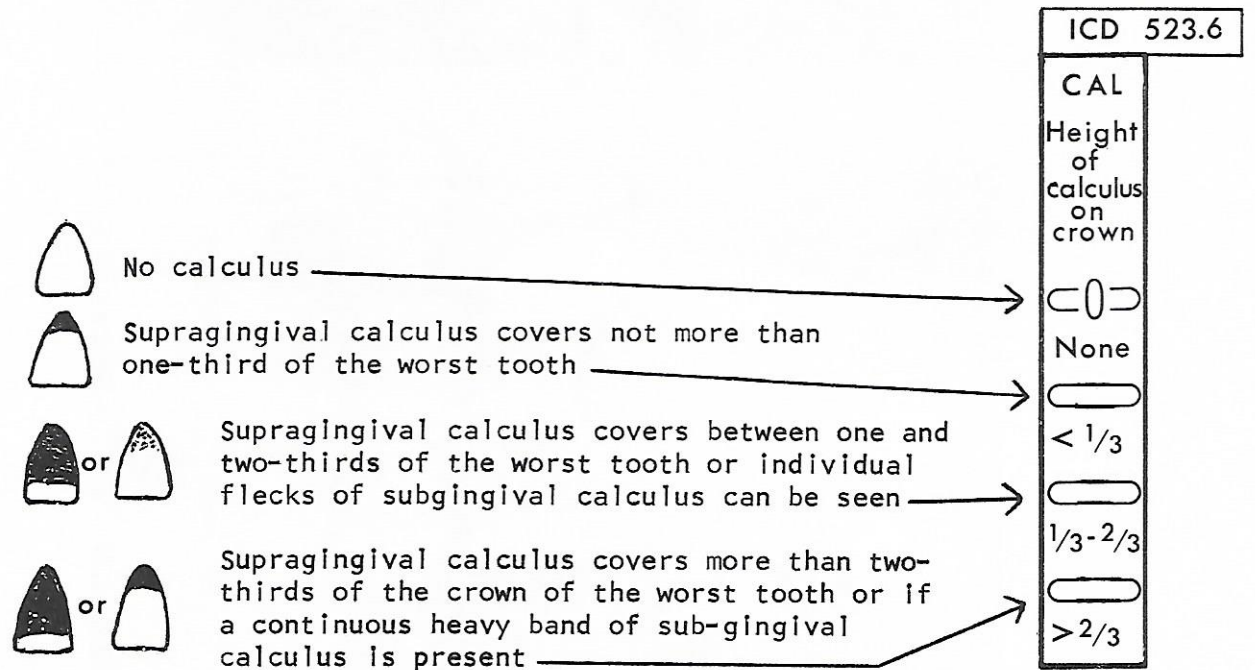 ICD 523.6
CAL
Height
of
calculus
on
crown
No calculus
None
Supragingival calculus covers not more than
one-third of the worst tooth
< 1/3
or
Supragingival calculus covers between one and
two-thirds of the worst tooth or individual
flecks of subgingival calculus can be seen
1/3-2/3
or
Supragingival calculus covers more than two-
thirds of the crown of the worst tooth or if
a continuous heavy band of sub-gingival
calculus is present
>2/3